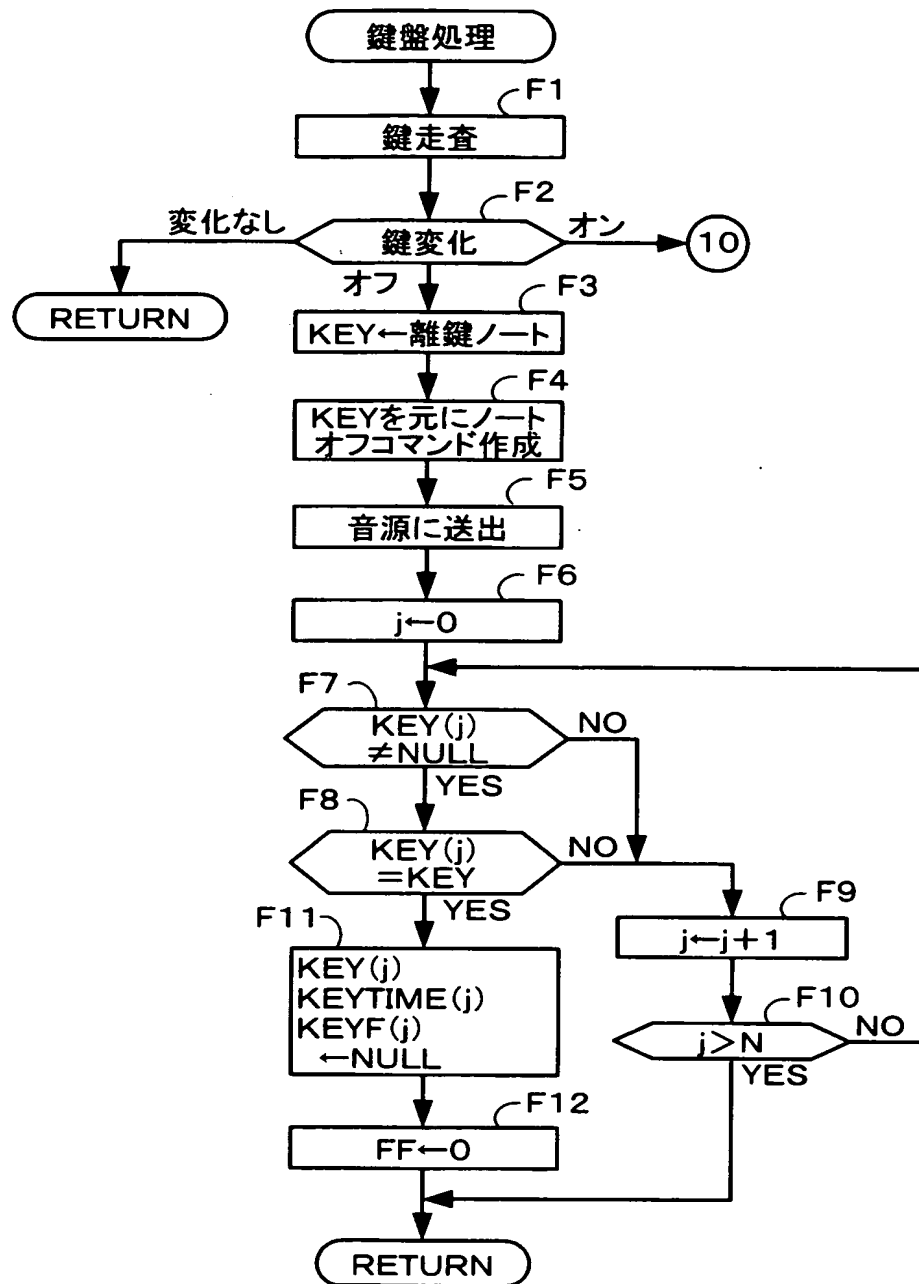 鍵盤処理
F1
鍵走査
F2
変化なし
鍵変化
オン
10
オフ
RETURN
F3
KEY←離鍵ノート
F4
KEYを元にノート
オフコマンド作成
F5
音源に送出
F6
j←0
F7
KEY(j)
≠NULL
NO
YES
F8
KEY(j)
=KEY
NO
YES
F9
j←j+1
F10
j>N
NO
YES
F11
KEY(j)
KEYTIME(j)
KEYF(j)
←NULL
F12
FF←0
RETURN